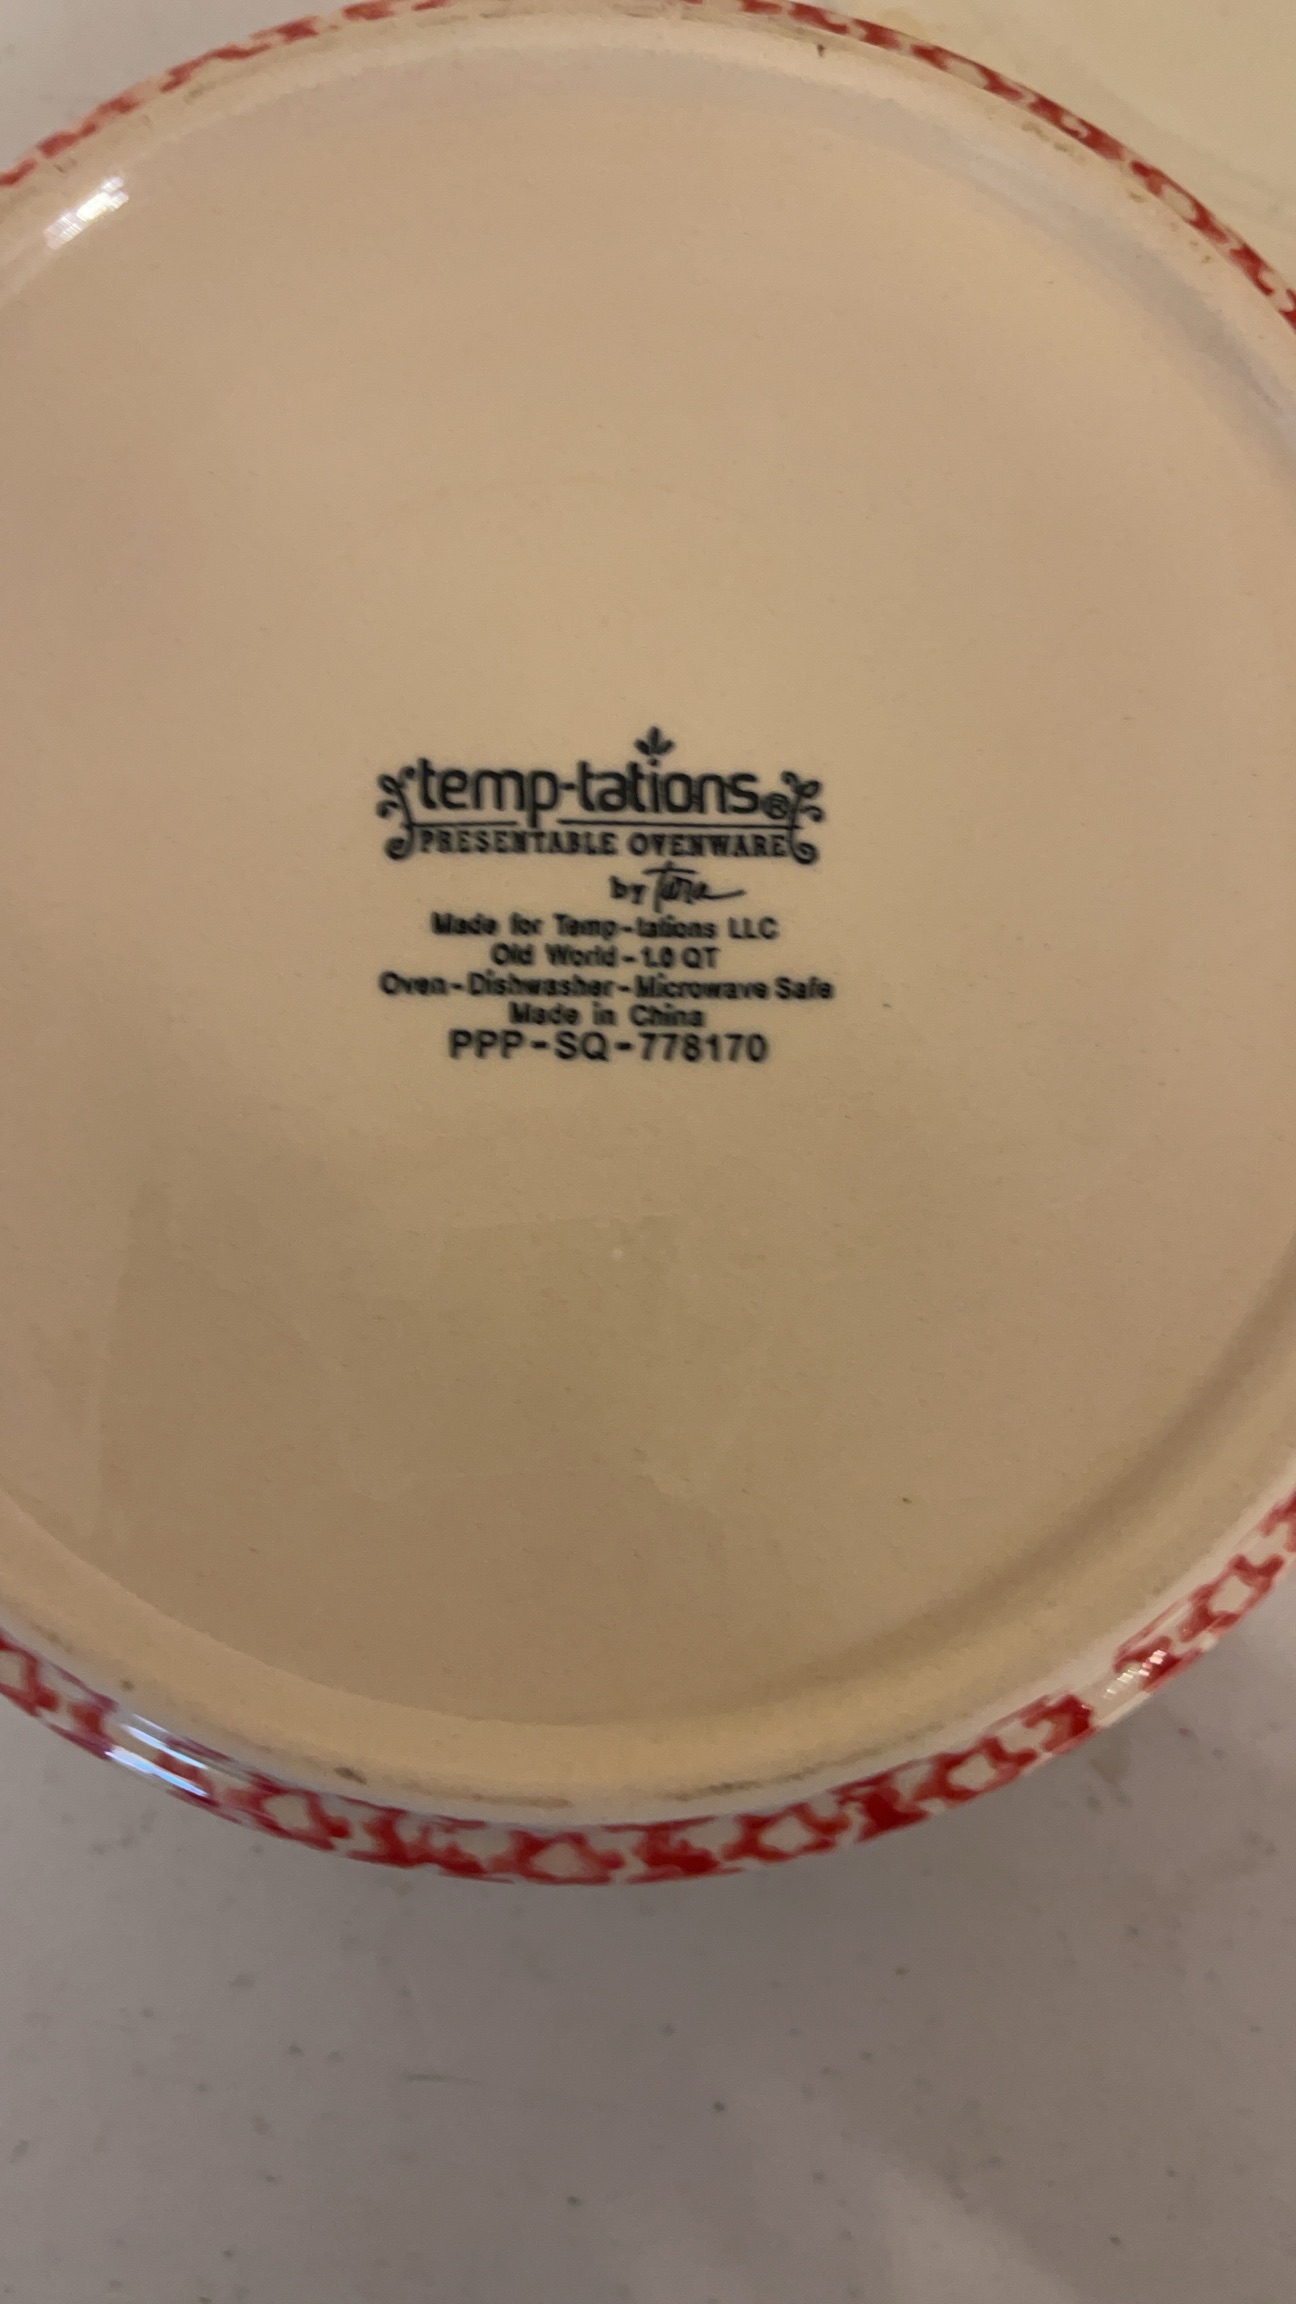 temp-tations®
PRESENTABLE OVENWARE
by Tara
Made for Temp-tations LLC
Old World - 1.0 QT
Oven - Dishwasher - Microwave Safe
Made in China
PPP-SQ-778170